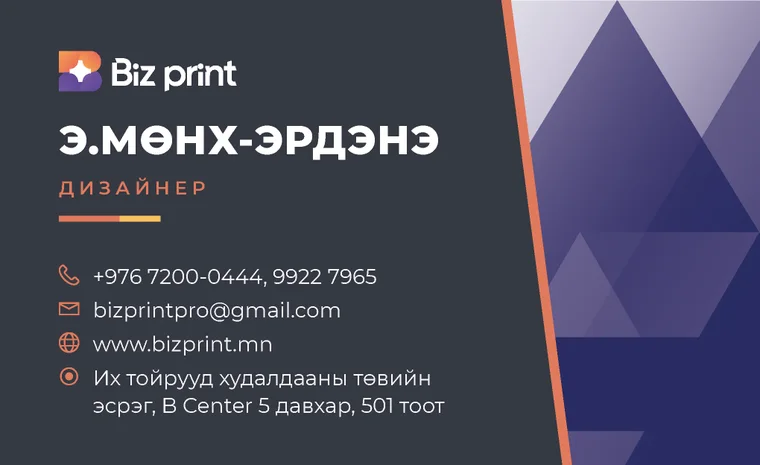 Biz print
Э.МӨНХ-ЭРДЭНЭ
ДИЗАЙНЕР
+976 7200-0444, 9922 7965
bizprintpro@gmail.com
www.bizprint.mn
Их тойрууд худалдааны төвийн
эсрэг, B Center 5 давхар, 501 тоот